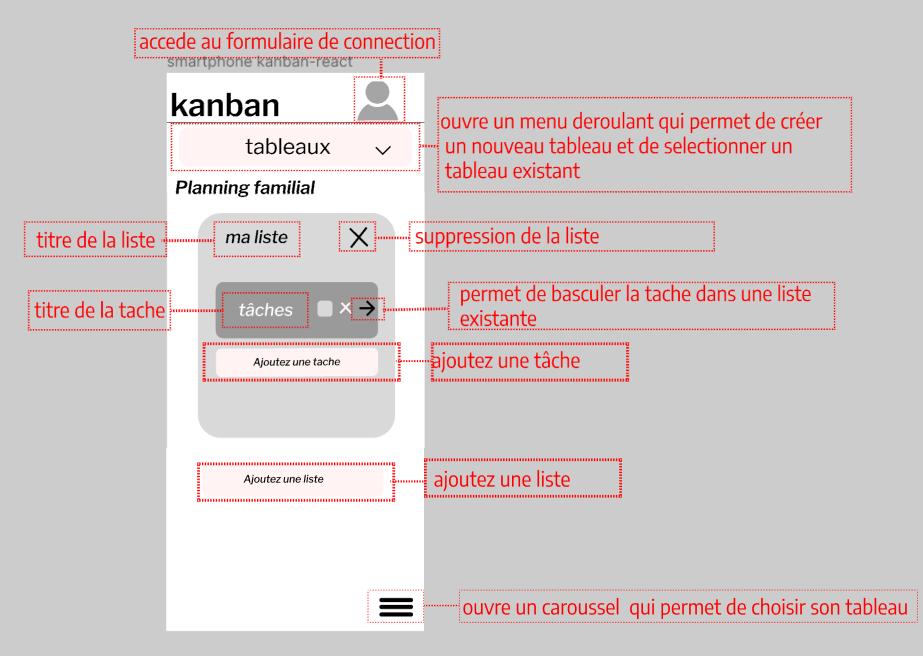 accede au formulaire de connection
smartphone kanban-react
kanban
ouvre un menu deroulant qui permet de créer
un nouveau tableau et de selectionner un
tableau existant
tableaux
Planning familial
titre de la liste
ma liste
suppression de la liste
titre de la tache
tâches
permet de basculer la tache dans une liste
existante
Ajoutez une tache
ajoutez une tâche
Ajoutez une liste
ajoutez une liste
ouvre un caroussel qui permet de choisir son tableau